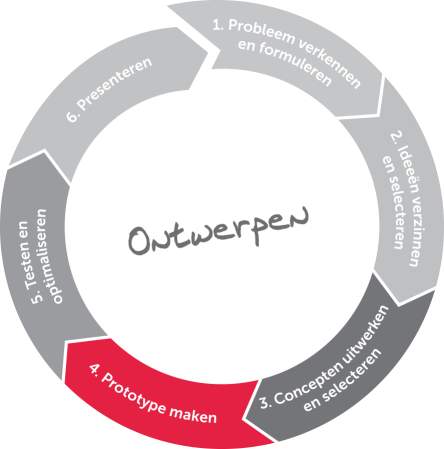 1. Probleem verkennen
en formuleren
2. Ideeën verzinnen
en selecteren
3. Concepten uitwerken
en selecteren
4. Prototype maken
5. Testen en
optimaliseren
6. Presenteren
Ontwerpen